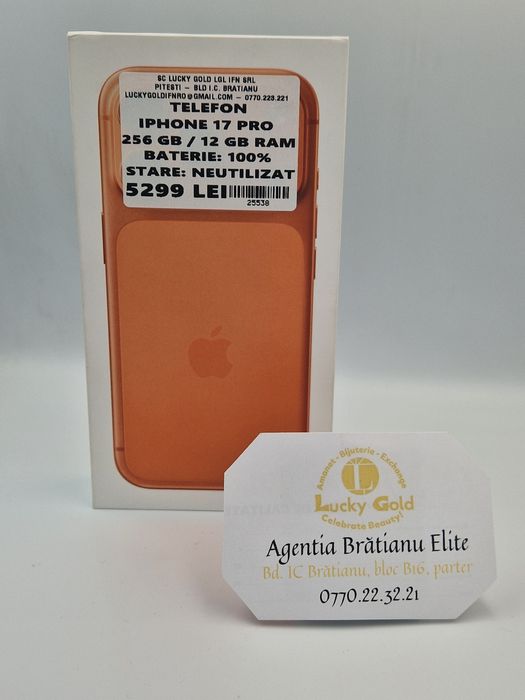 SC LUCKY GOLD LGL IFN SRL
PITESTI – BLD I.C. BRATIANU
LUCKYGOLDIFNRO@GMAIL.COM – 0770.223.221
TELEFON
IPHONE 17 PRO
256 GB / 12 GB RAM
BATERIE: 100%
STARE: NEUTILIZAT
5299 LEI
25538
Amanet - Bijuterie - Exchange
L
Lucky Gold
Celebrate Beauty!
Agentia Brătianu Elite
Bd. IC Brătianu, bloc B16, parter
0770.22.32.21